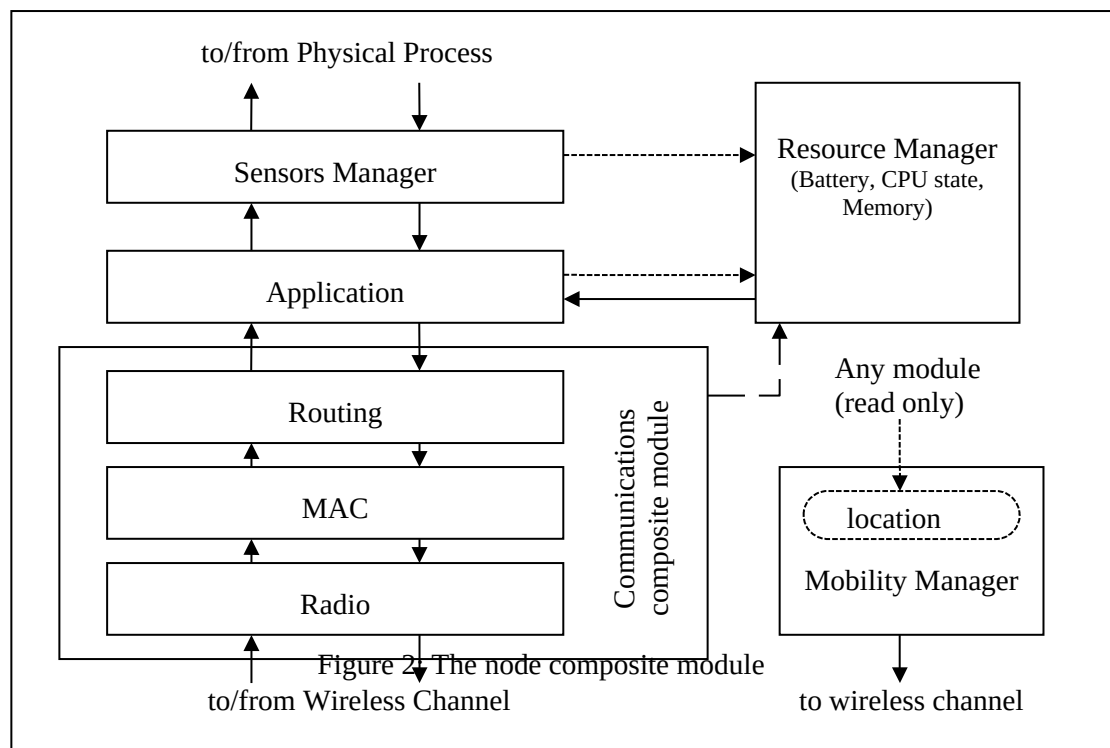 to/from Physical Process
Sensors Manager
Resource Manager
(Battery, CPU state,
Memory)
Application
Any module
(read only)
Routing
MAC
Radio
Communications
composite module
location
Mobility Manager
Figure 2: The node composite module
to/from Wireless Channel
to wireless channel